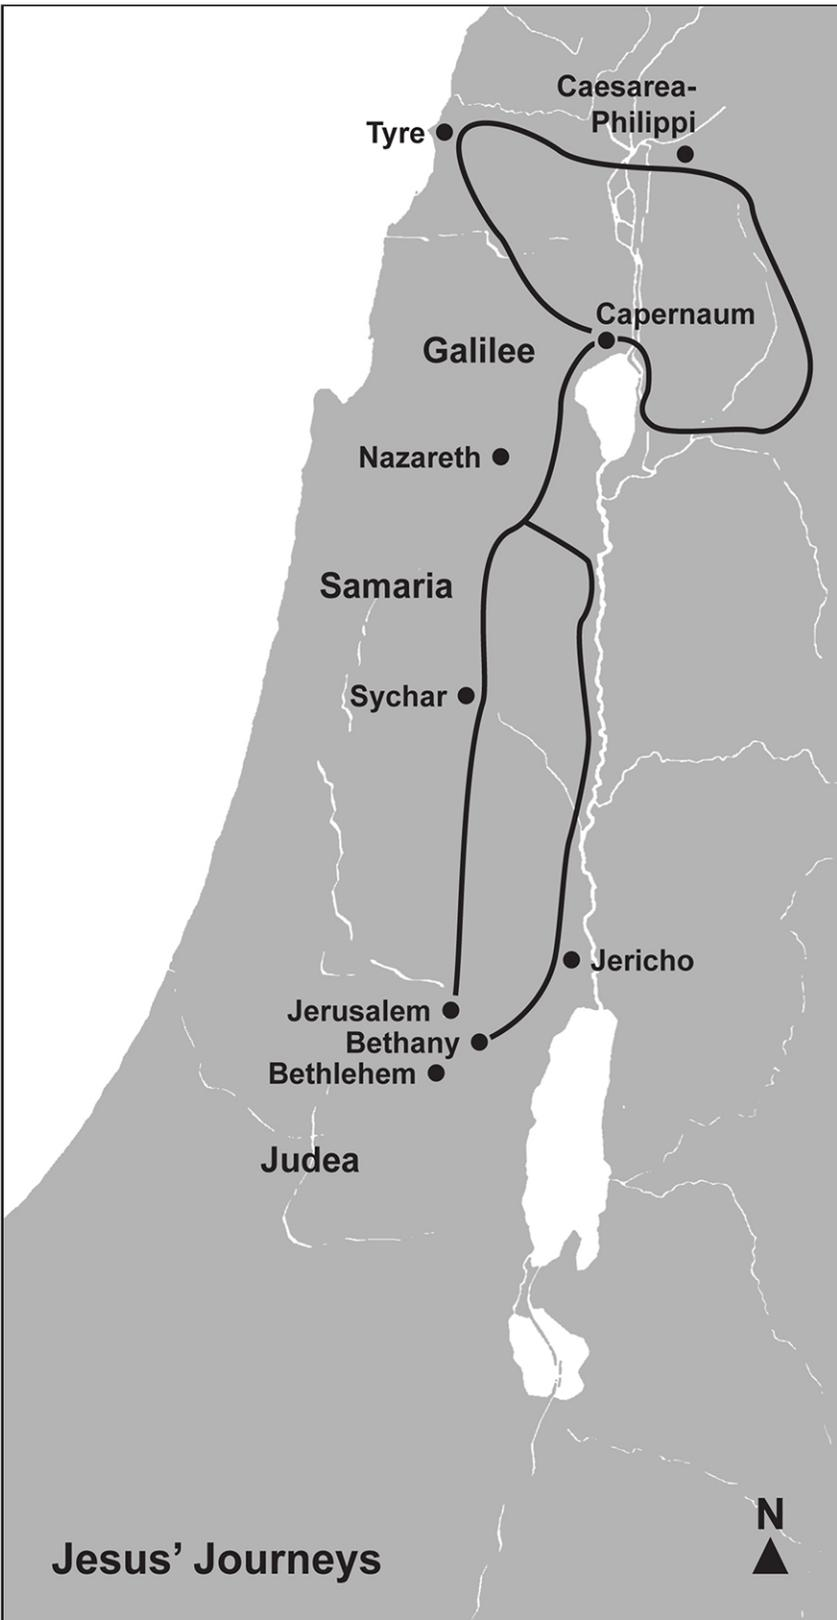 Caesarea-
Philippi
Tyre
Capernaum
Galilee
Nazareth
Samaria
Sychar
Jericho
Jerusalem
Bethany
Bethlehem
Judea
N
Jesus’ Journeys